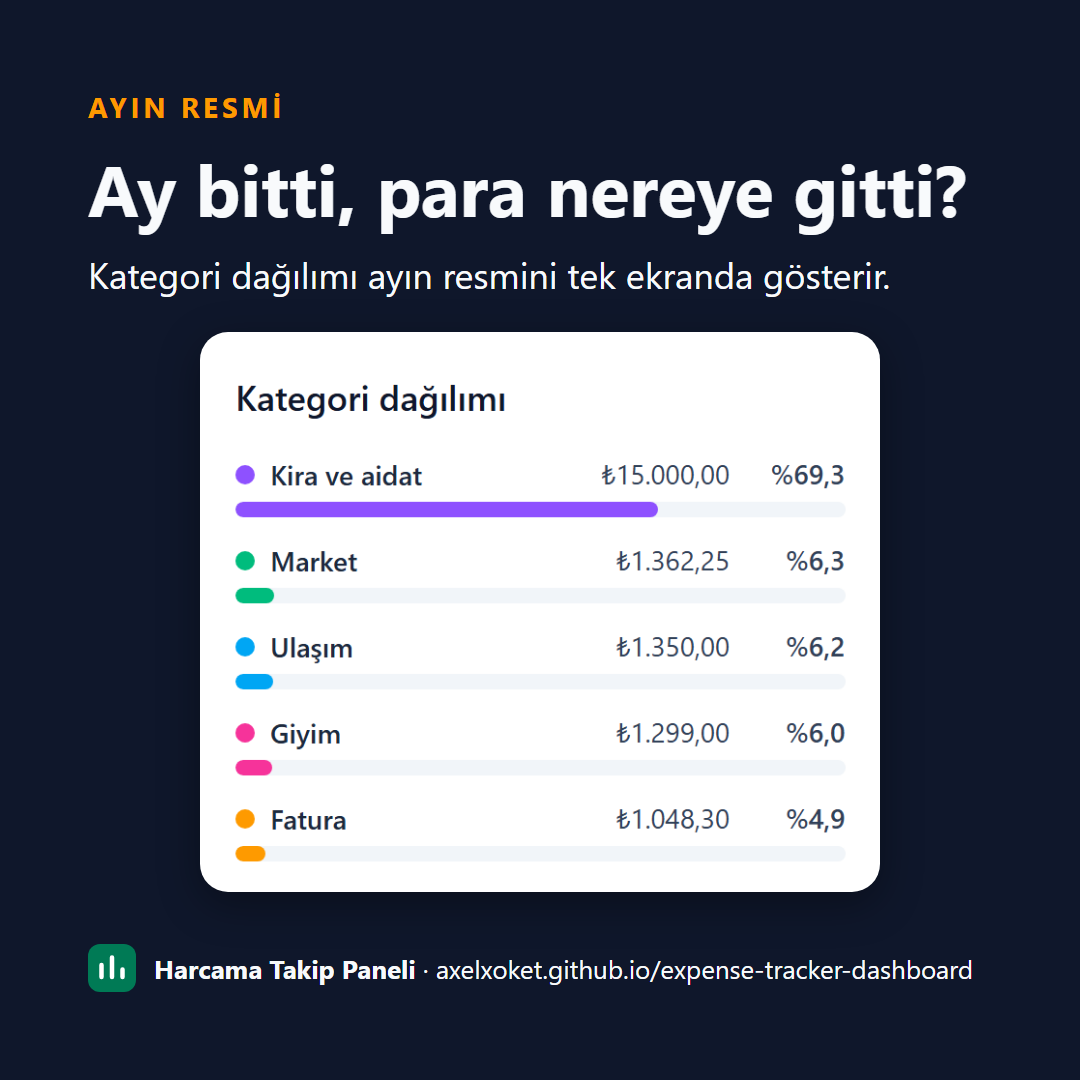 AYIN RESMİ
Ay bitti, para nereye gitti?
Kategori dağılımı ayın resmini tek ekranda gösterir.
Kategori dağılımı
Kira ve aidat ₺15.000,00 %69,3
Market ₺1.362,25 %6,3
Ulaşım ₺1.350,00 %6,2
Giyim ₺1.299,00 %6,0
Fatura ₺1.048,30 %4,9
Harcama Takip Paneli · axelxoket.github.io/expense-tracker-dashboard